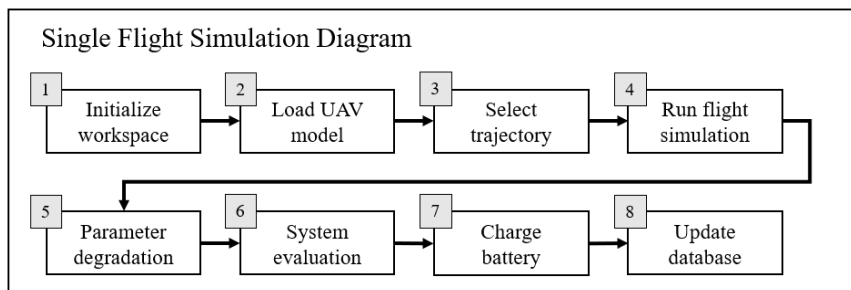 Single Flight Simulation Diagram
1
Initialize
workspace
2
Load UAV
model
3
Select
trajectory
4
Run flight
simulation
5
Parameter
degradation
6
System
evaluation
7
Charge
battery
8
Update
database